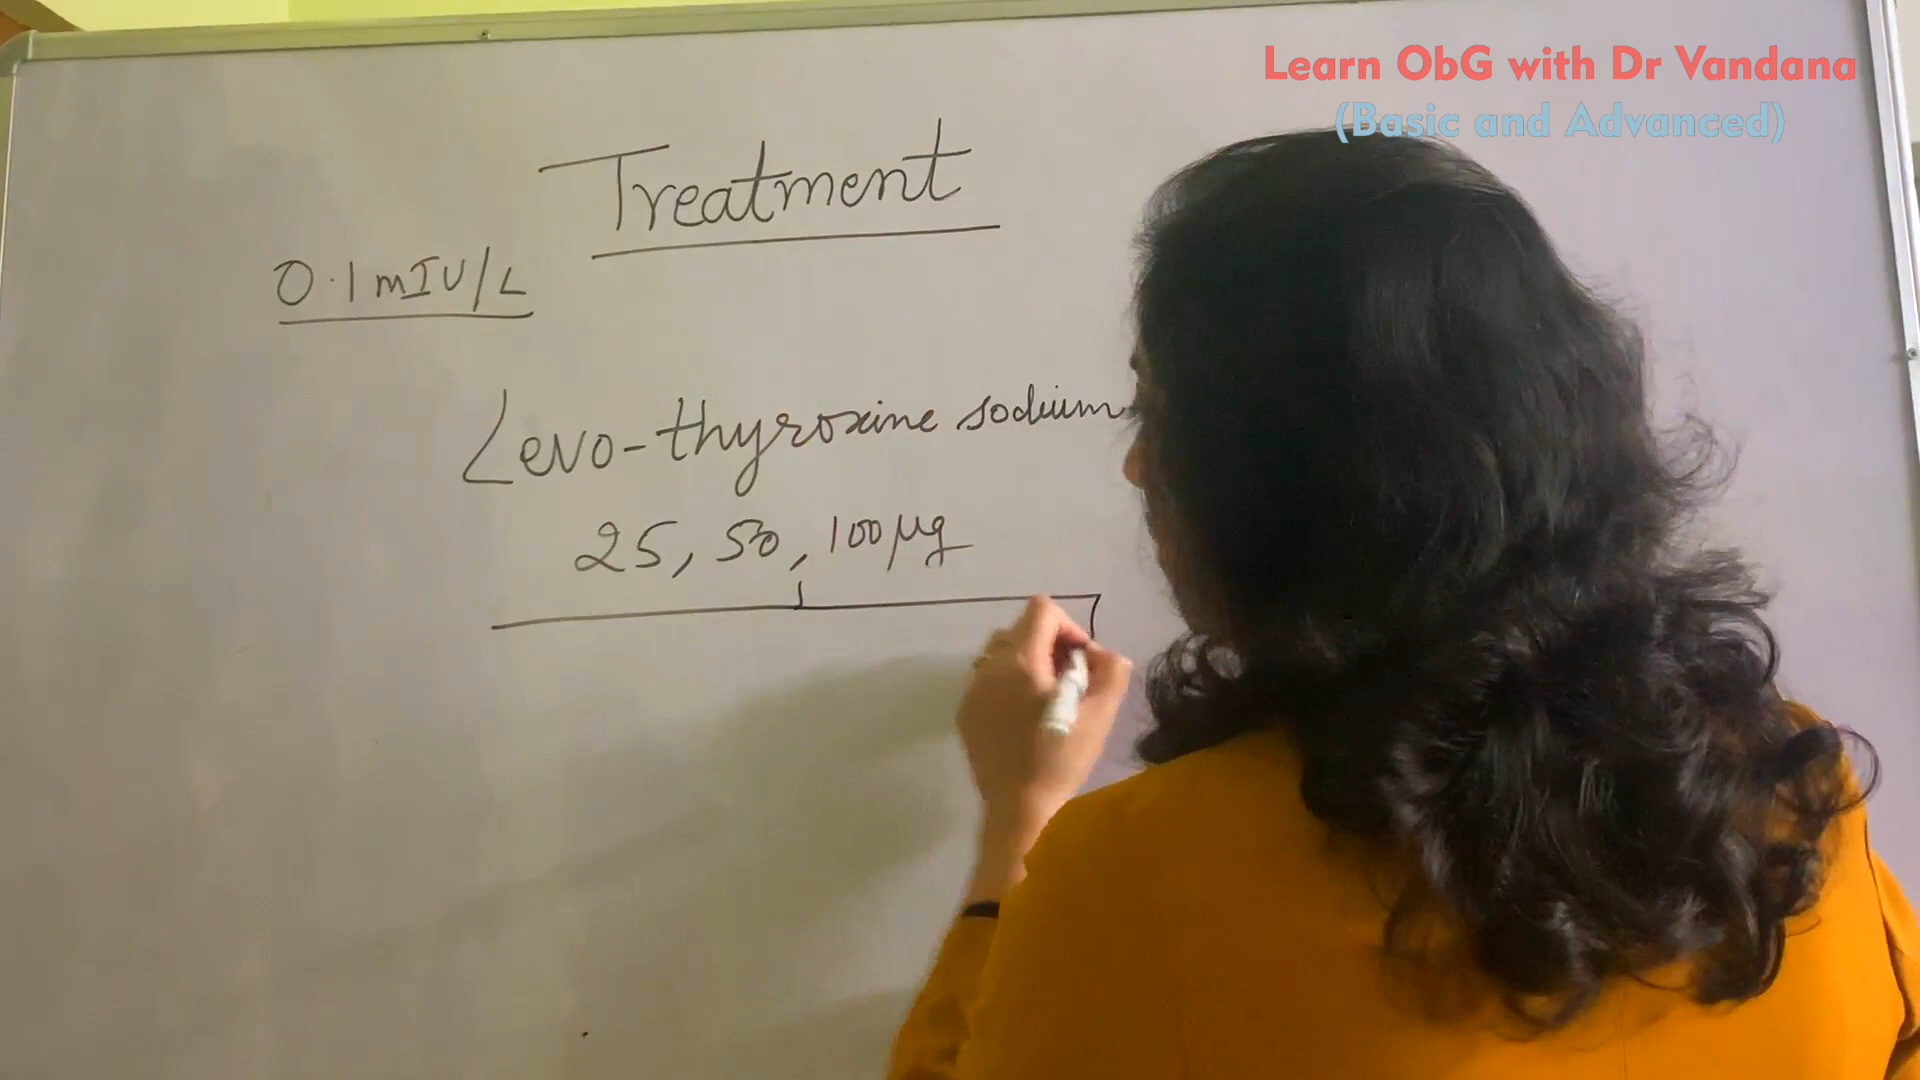 Learn ObG with Dr Vandana
(Basic and Advanced)
Treatment
0.1 mIU/L
Levo-thyroxine sodium
25, 50, 100 µg